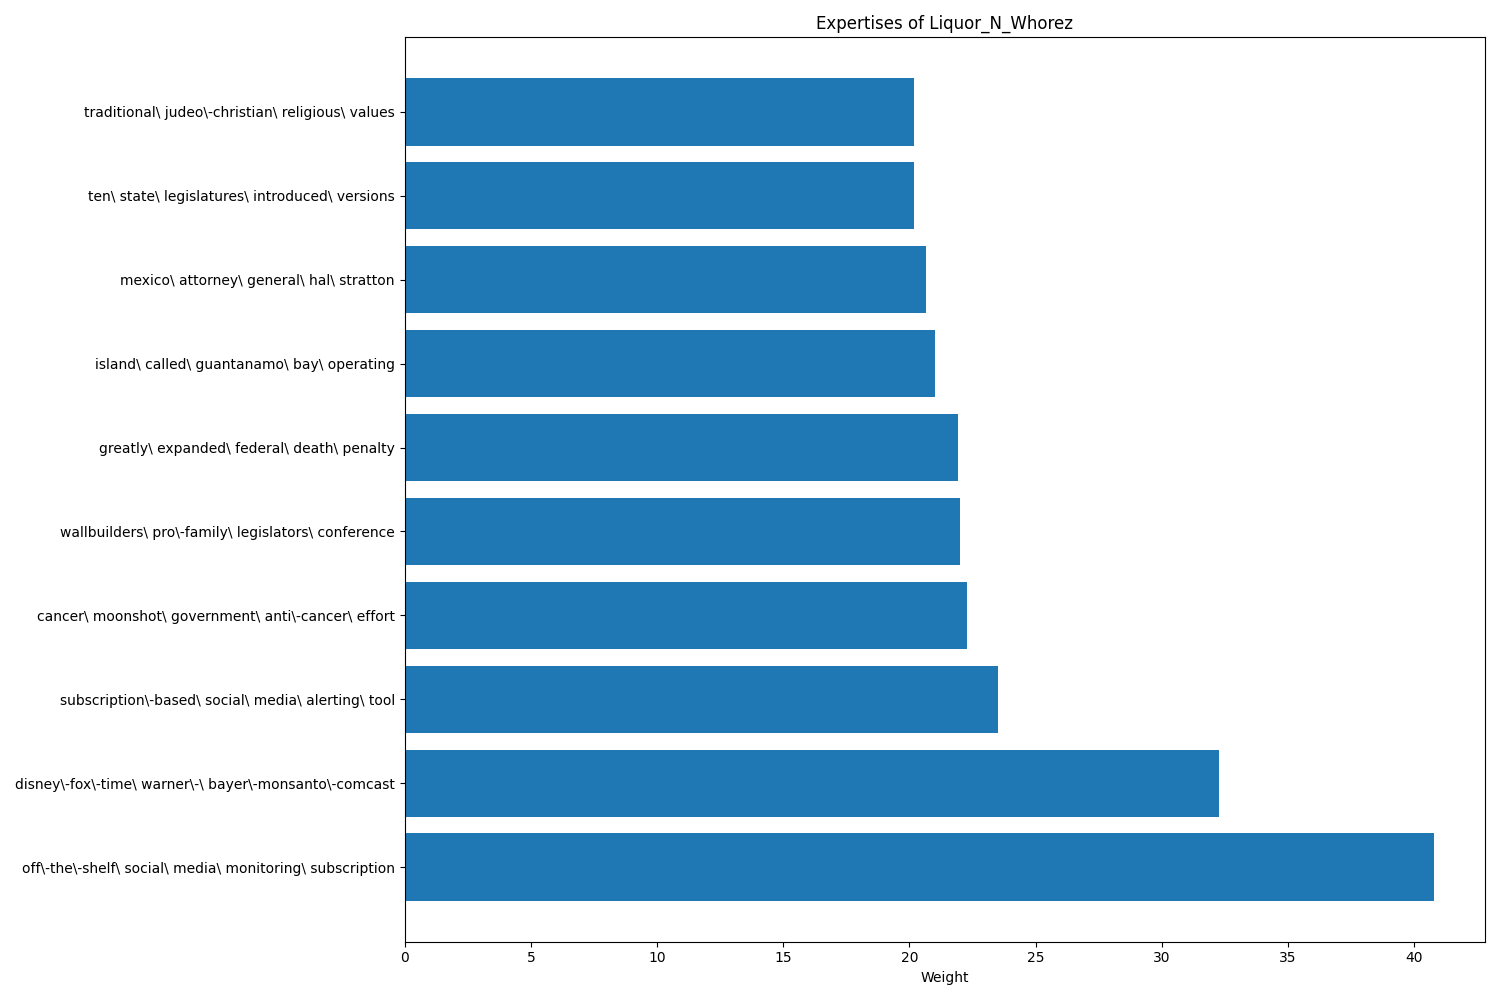 Expertises of Liquor_N_Whorez
traditional\ judeo\-christian\ religious\ values
ten\ state\ legislatures\ introduced\ versions
mexico\ attorney\ general\ hal\ stratton
island\ called\ guantanamo\ bay\ operating
greatly\ expanded\ federal\ death\ penalty
wallbuilders\ pro\-family\ legislators\ conference
cancer\ moonshot\ government\ anti\-cancer\ effort
subscription\-based\ social\ media\ alerting\ tool
disney\-fox\-time\ warner\-\ bayer\-monsanto\-comcast
off\-the\-shelf\ social\ media\ monitoring\ subscription
0 5 10 15 20 25 30 35 40
Weight